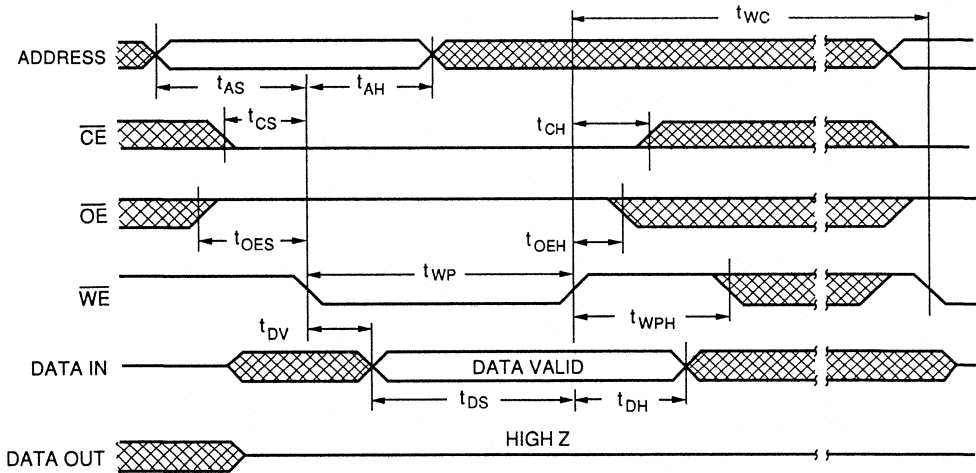 tWC
ADDRESS
tAS
tAH
tCS
tCH
CE
OE
tOES
tOEH
tWP
WE
tWPH
tDV
DATA IN
DATA VALID
tDS
tDH
HIGH Z
DATA OUT